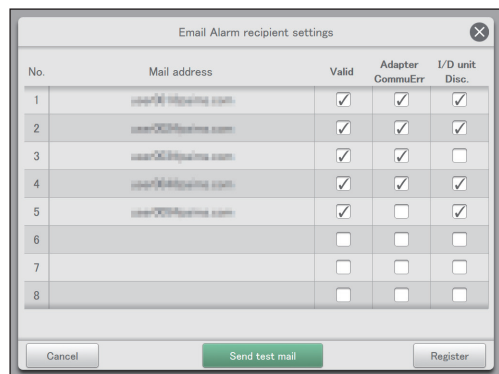 Email Alarm recipient settings
No. Mail address Valid Adapter CommuErr I/D unit Disc.
1
2
3
4
5
6
7
8
Cancel Send test mail Register